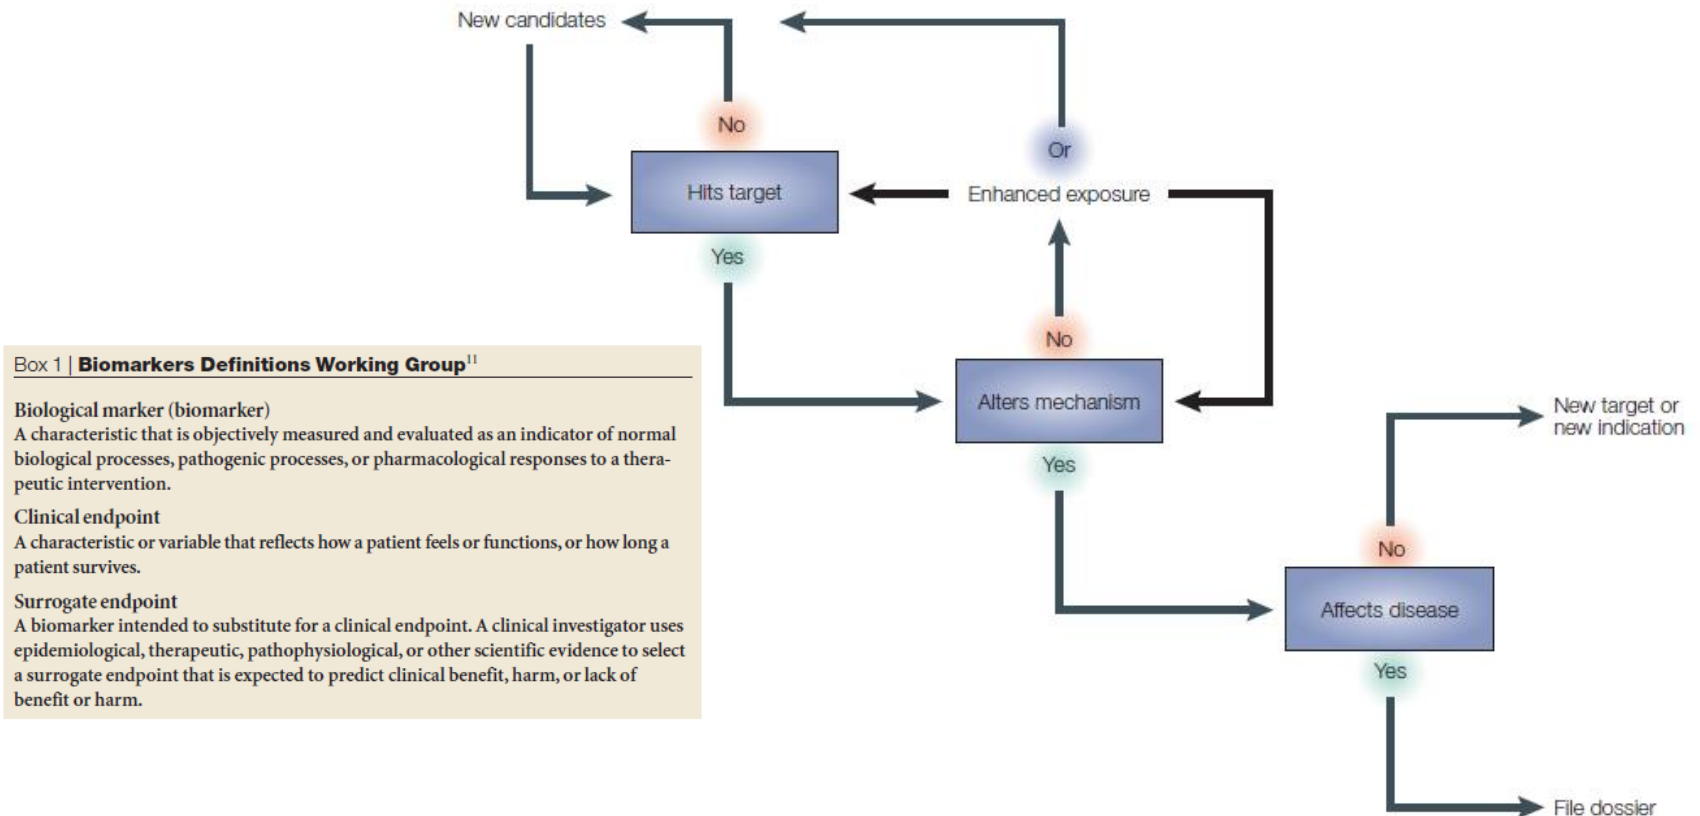 New candidates
No
Or
Hits target
Enhanced exposure
Yes
No
Alters mechanism
Yes
Box 1 | Biomarkers Definitions Working Group11
Biological marker (biomarker)
A characteristic that is objectively measured and evaluated as an indicator of normal
biological processes, pathogenic processes, or pharmacological responses to a thera-
peutic intervention.
Clinical endpoint
A characteristic or variable that reflects how a patient feels or functions, or how long a
patient survives.
Surrogate endpoint
A biomarker intended to substitute for a clinical endpoint. A clinical investigator uses
epidemiological, therapeutic, pathophysiological, or other scientific evidence to select
a surrogate endpoint that is expected to predict clinical benefit, harm, or lack of
benefit or harm.
New target or
new indication
No
Affects disease
Yes
File dossier